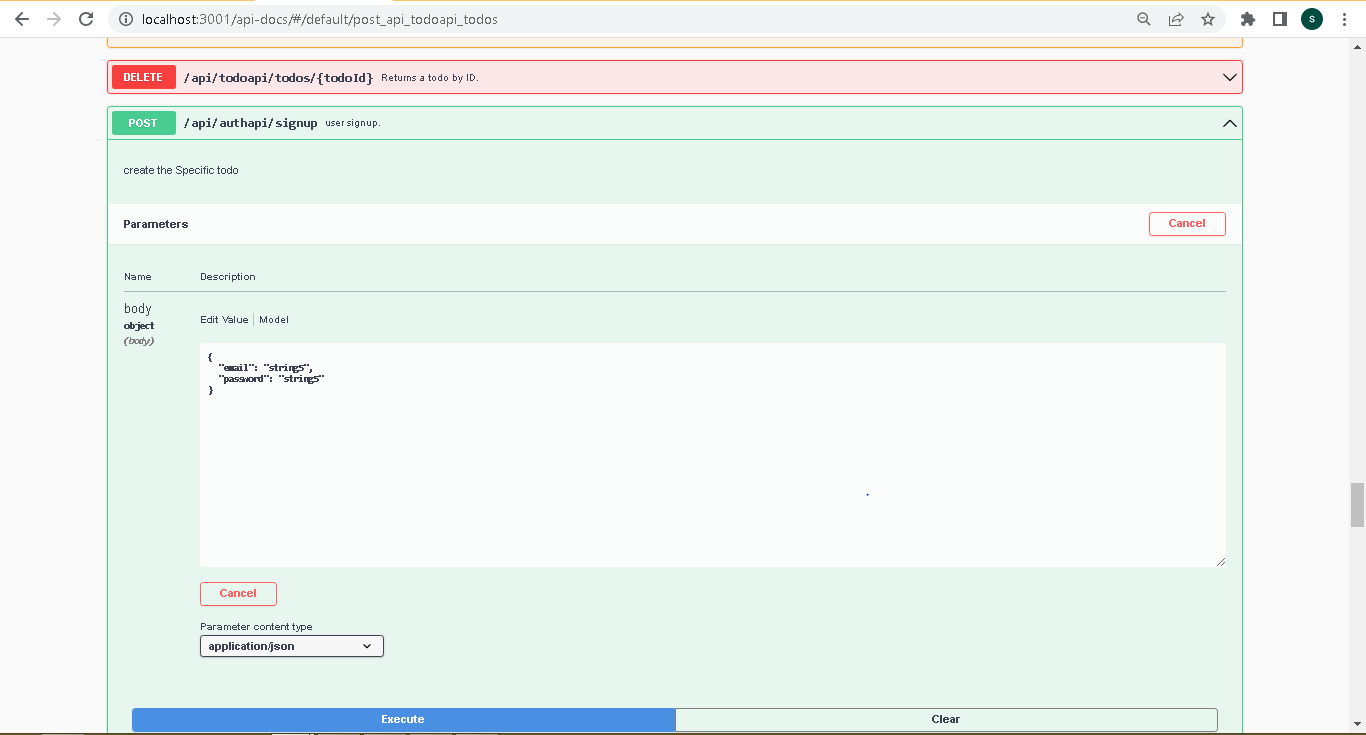 localhost:3001/api-docs/#/default/post_api_todoapi_todos
S
DELETE /api/todoapi/todos/{todoId} Returns a todo by ID.
POST /api/authapi/signup user signup.
create the Specific todo
Parameters
Cancel
Name Description
body
object
(body)
Edit Value | Model
{
"email": "string5",
"password": "string5"
}
Cancel
Parameter content type
application/json
Execute
Clear